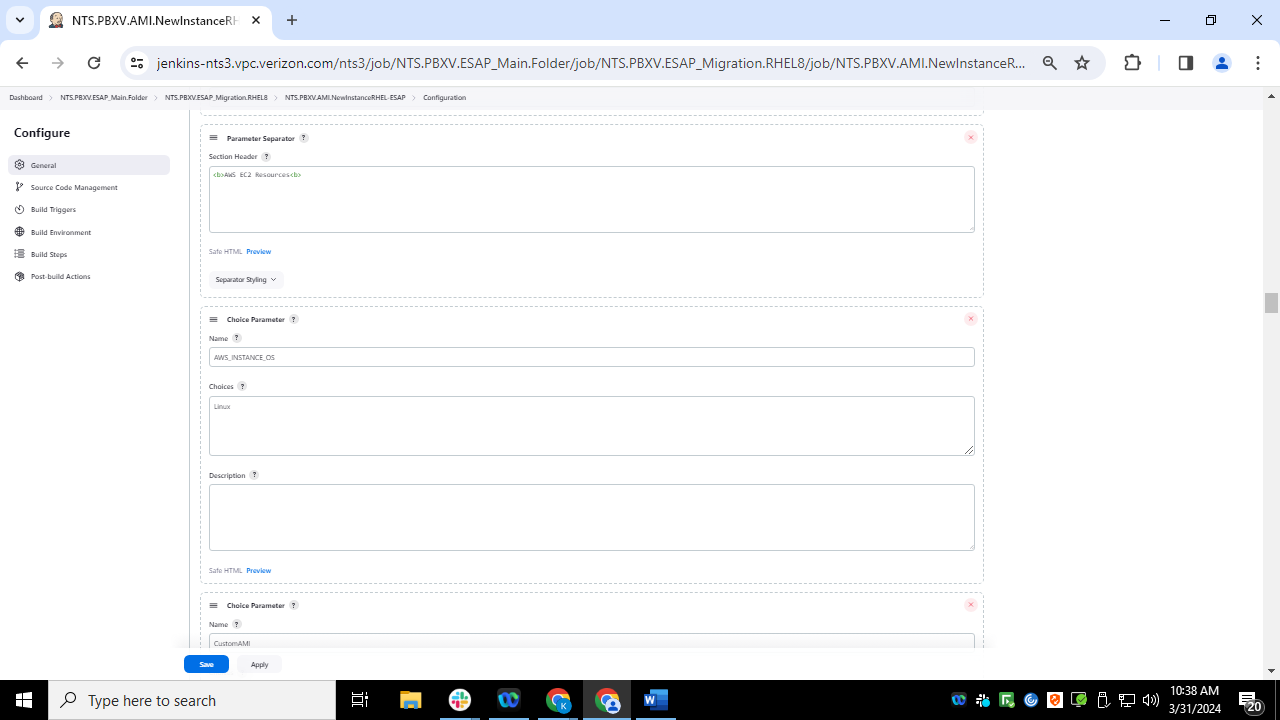 NTS.PBXV.AMI.NewInstanceRH
jenkins-nts3.vpc.verizon.com/nts3/job/NTS.PBXV.ESAP_Main.Folder/job/NTS.PBXV.ESAP_Migration.RHEL8/job/NTS.PBXV.AMI.NewInstanceR...
Dashboard > NTS.PBXV.ESAP_Main.Folder > NTS.PBXV.ESAP_Migration.RHEL8 > NTS.PBXV.AMI.NewInstanceRHEL-ESAP > Configuration
Configure
General
Source Code Management
Build Triggers
Build Environment
Build Steps
Post-build Actions
Parameter Separator ?
Section Header ?
<b>AWS EC2 Resources<b>
Safe HTML Preview
Separator Styling
Choice Parameter ?
Name ?
AWS_INSTANCE_OS
Choices ?
Linux
Description ?
Safe HTML Preview
Choice Parameter ?
Name ?
CustomAMI
Save Apply
Type here to search
K
10:38 AM
3/31/2024
20